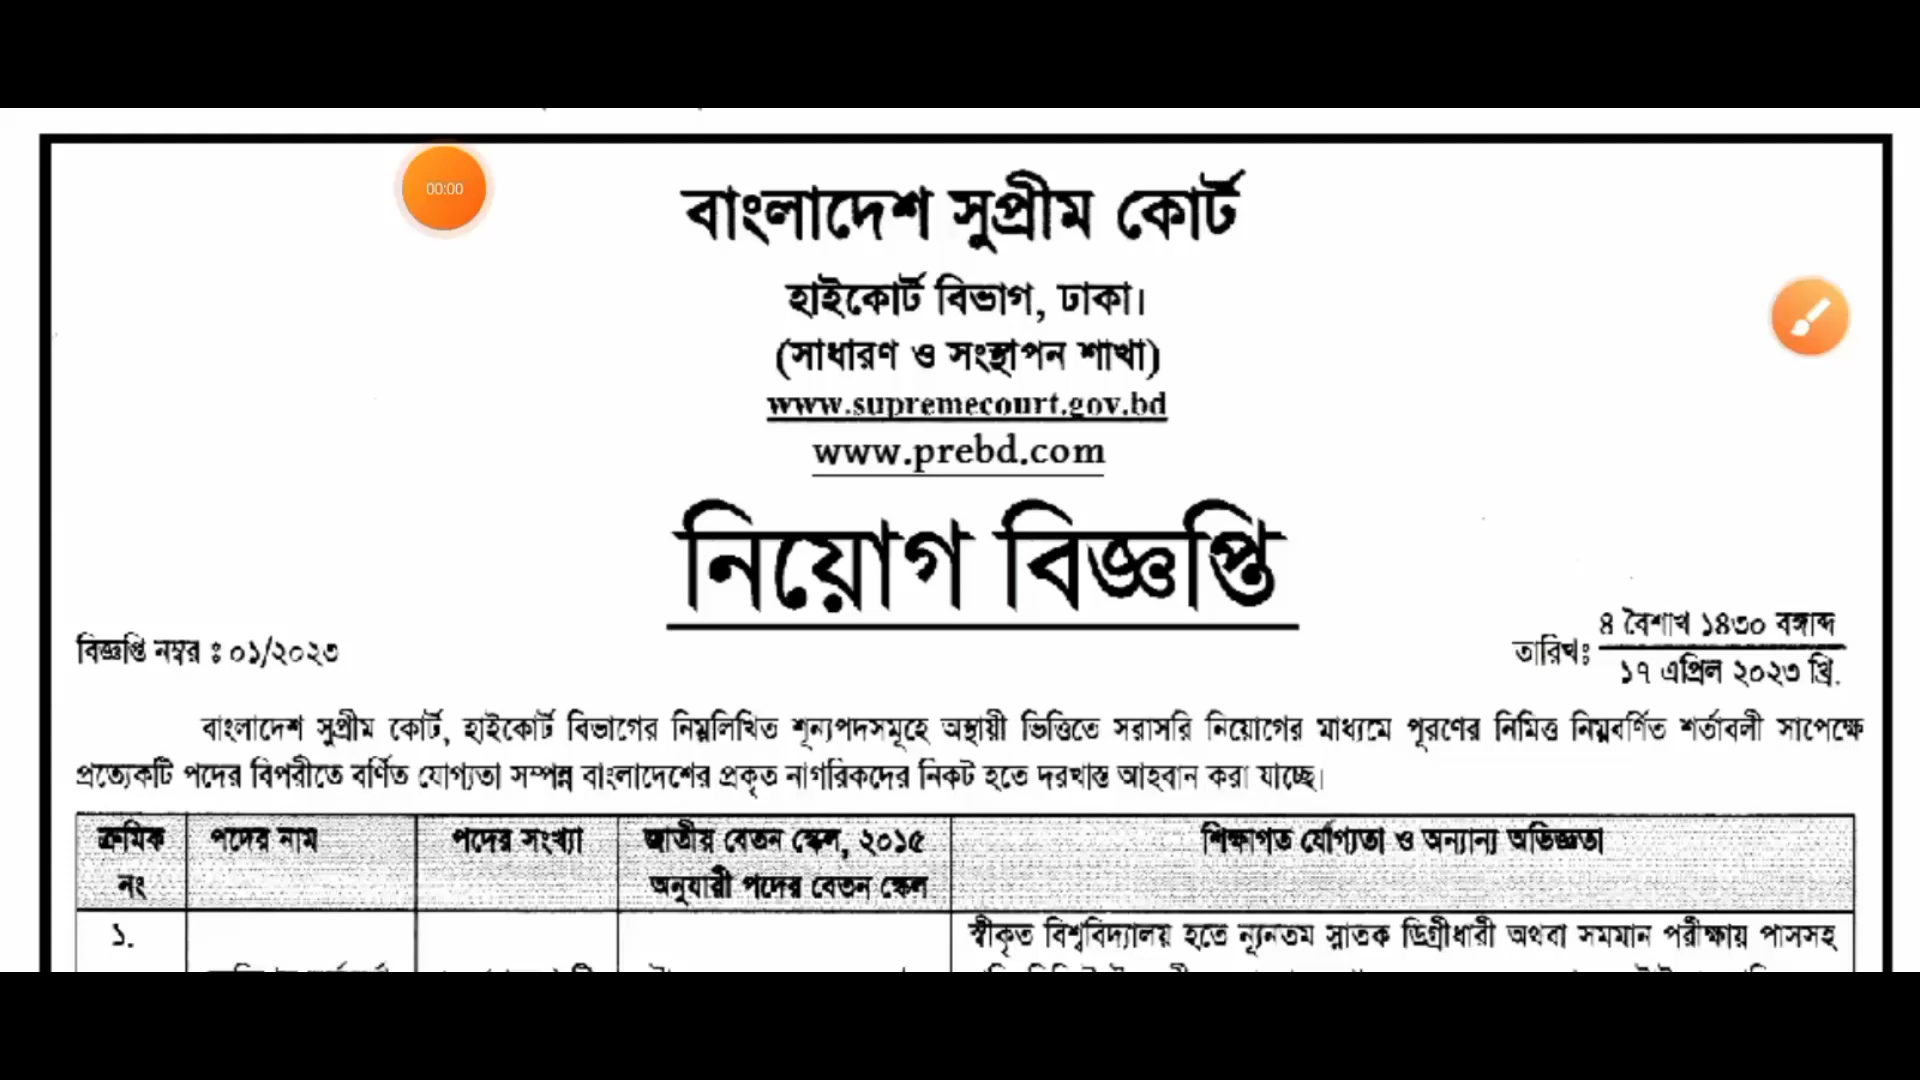 00:00
বাংলাদেশ সুপ্রীম কোর্ট
হাইকোর্ট বিভাগ, ঢাকা।
(সাধারণ ও সংস্থাপন শাখা)
www.supremecourt.gov.bd
www.prebd.com
নিয়োগ বিজ্ঞপ্তি
বিজ্ঞপ্তি নম্বর ঃ ০১/২০২৩
তারিখঃ ৪ বৈশাখ ১৪৩০ বঙ্গাব্দ
১৭ এপ্রিল ২০২৩ খ্রি.
বাংলাদেশ সুপ্রীম কোর্ট, হাইকোর্ট বিভাগের নিম্নলিখিত শূন্যপদসমূহে অস্থায়ী ভিত্তিতে সরাসরি নিয়োগের মাধ্যমে পূরণের নিমিত্ত নিম্নবর্ণিত শর্তাবলী সাপেক্ষে
প্রত্যেকটি পদের বিপরীতে বর্ণিত যোগ্যতা সম্পন্ন বাংলাদেশের প্রকৃত নাগরিকদের নিকট হতে দরখাস্ত আহবান করা যাচ্ছে।
ক্রমিক নং
পদের নাম
পদের সংখ্যা
জাতীয় বেতন স্কেল, ২০১৫
অনুযায়ী পদের বেতন স্কেল
শিক্ষাগত যোগ্যতা ও অন্যান্য অভিজ্ঞতা
১.
স্বীকৃত বিশ্ববিদ্যালয় হতে ন্যূনতম স্নাতক ডিগ্রীধারী অথবা সমমান পরীক্ষায় পাসসহ